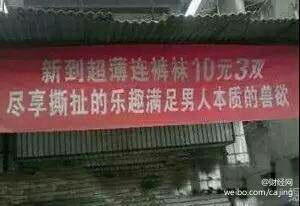 新到超薄连裤袜10元3双
尽享撕扯的乐趣满足男人本质的兽欲
@财经网
weibo.com/cajing